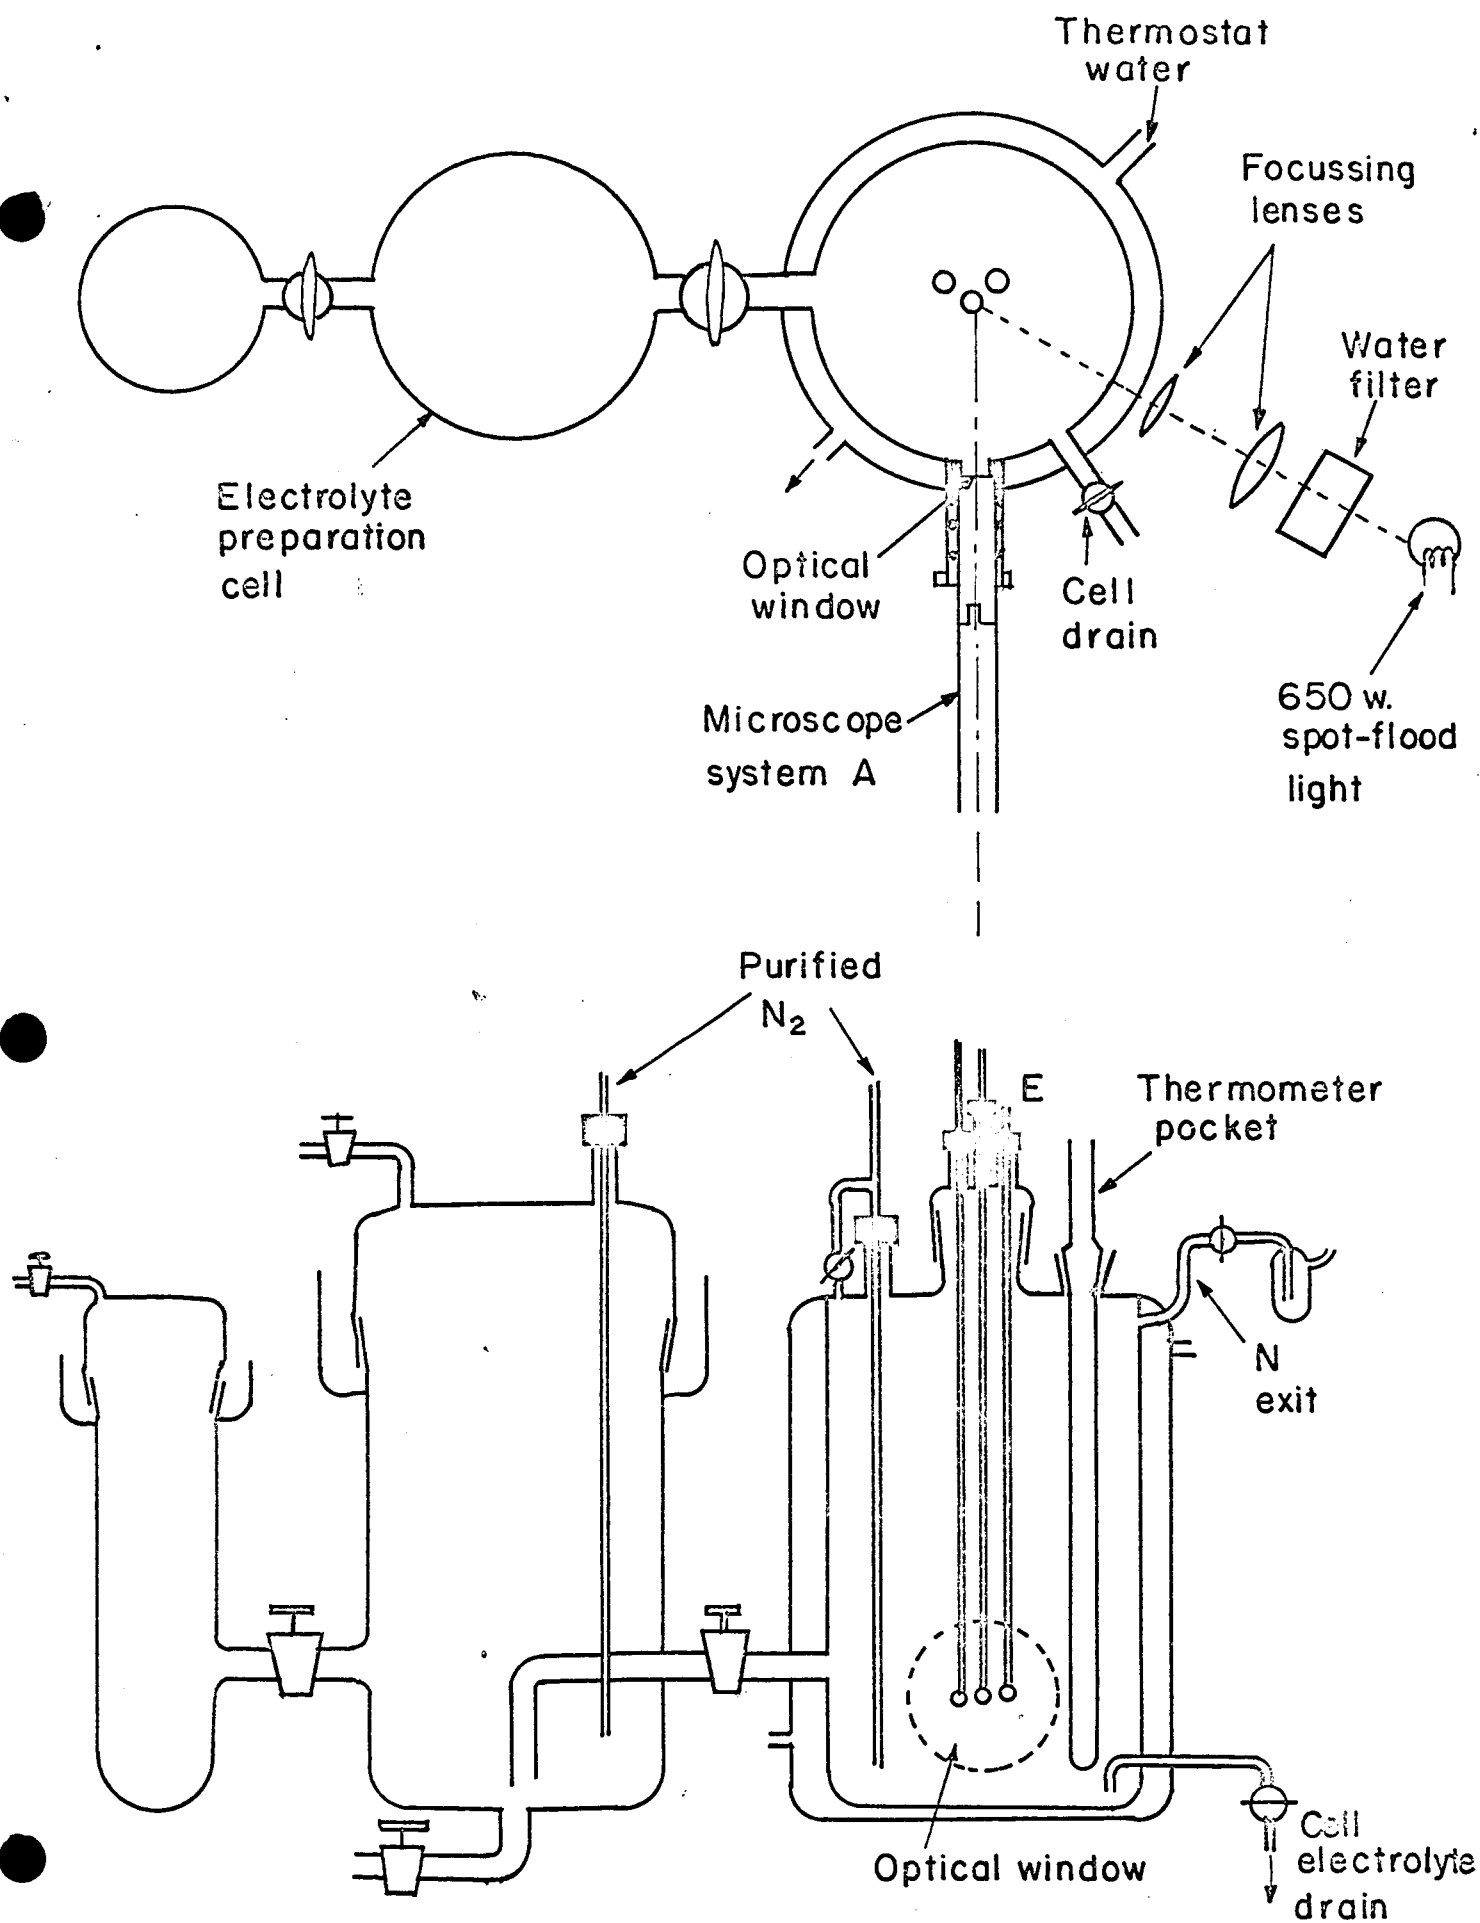 Thermostat
water
Focussing
lenses
Water
filter
Electrolyte
preparation
cell
Optical
window
Cell
drain
Microscope
system A
650 w.
spot-flood
light
Purified
N2
E
Thermometer
pocket
N
exit
Optical window
Cell
electrolyte
drain